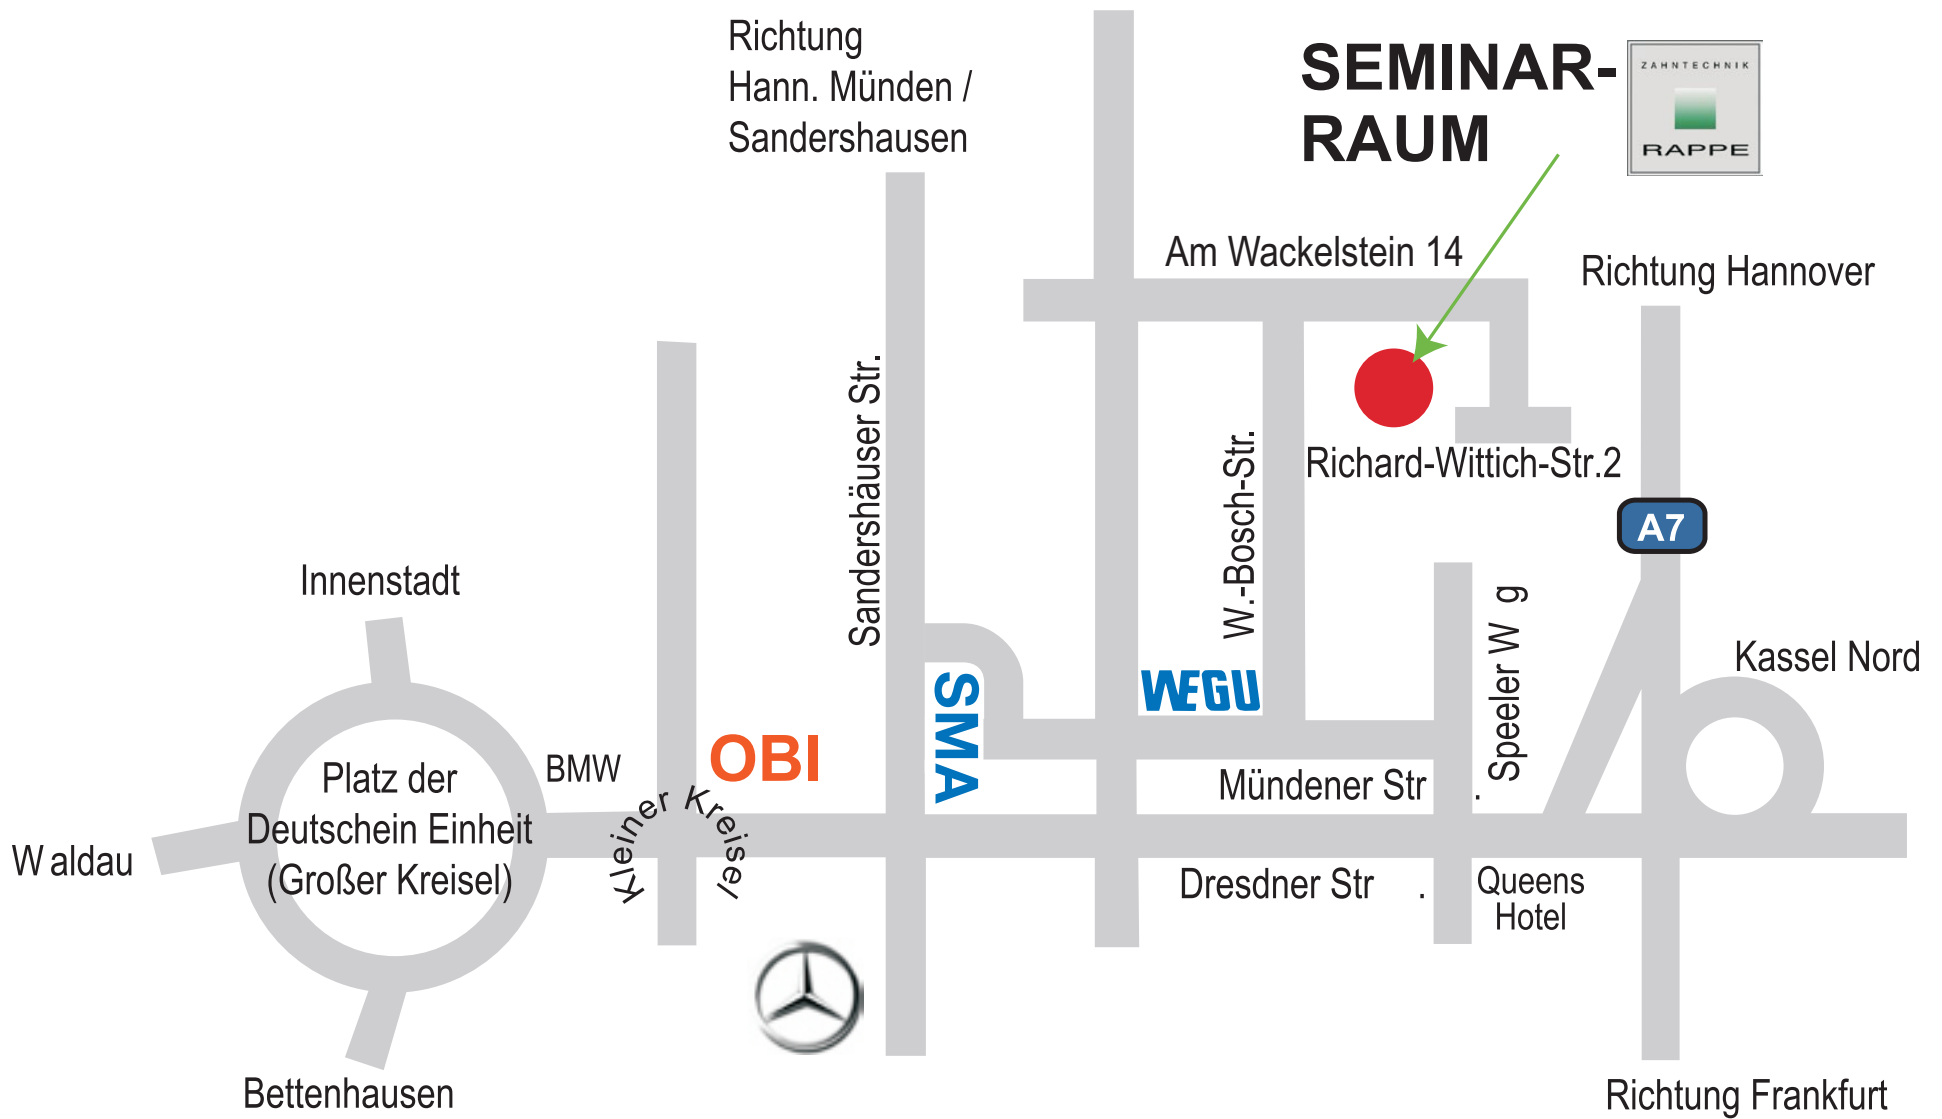 Richtung
Hann. Münden /
Sandershausen
SEMINAR-
RAUM
ZAHNTECHNIK
RAPPE
Am Wackelstein 14
Richtung Hannover
Sandershäuser Str.
W.-Bosch-Str.
Richard-Wittich-Str.2
A7
Innenstadt
Speeler W g
Kassel Nord
WEGU
SMA
OBI
BMW
Platz der
Deutschein Einheit
(Großer Kreisel)
Kleiner Kreisel
Mündener Str .
Waldau
Dresdner Str .
Queens
Hotel
Bettenhausen
Richtung Frankfurt